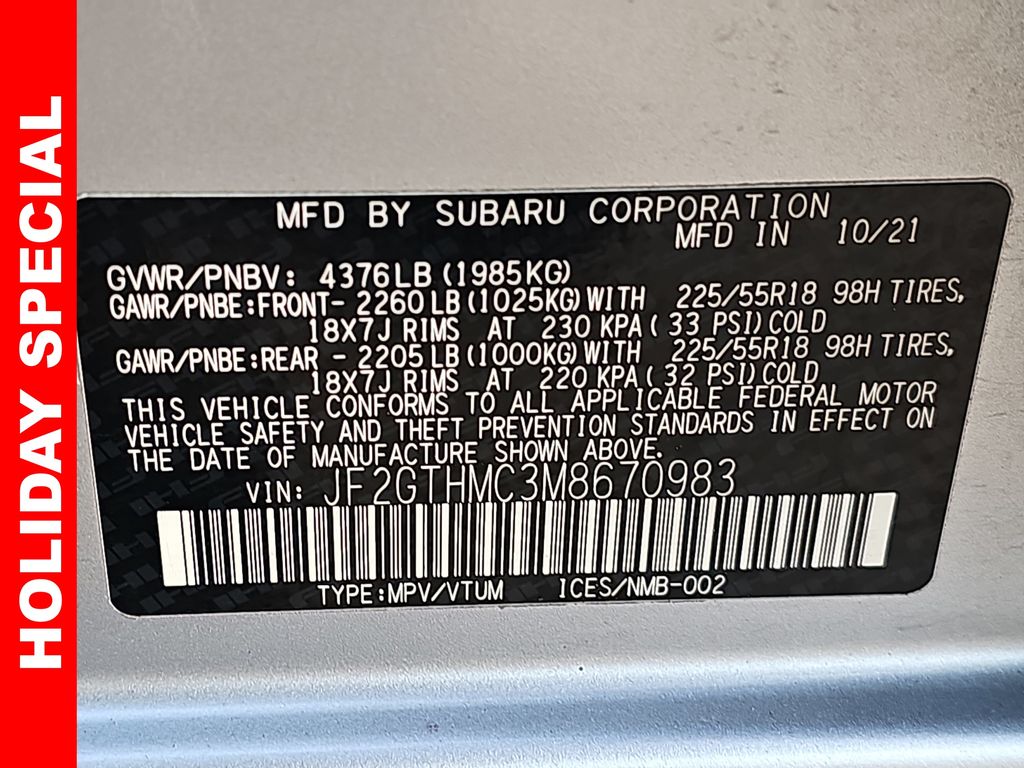 HOLIDAY SPECIAL
MFD BY SUBARU CORPORATION
MFD IN 10/21
GVWR/PNBV: 4376LB (1985KG)
GAWR/PNBE:FRONT- 2260 LB (1025KG) WITH 225/55R18 98H TIRES,
18X7J RIMS AT 230 KPA ( 33 PSI) COLD
GAWR/PNBE:REAR - 2205 LB (1000KG) WITH 225/55R18 98H TIRES,
18X7J RIMS AT 220 KPA ( 32 PSI) COLD
THIS VEHICLE CONFORMS TO ALL APPLICABLE FEDERAL MOTOR
VEHICLE SAFETY AND THEFT PREVENTION STANDARDS IN EFFECT ON
THE DATE OF MANUFACTURE SHOWN ABOVE.
VIN: JF2GTHMC3M8670983
TYPE:MPV/VTUM ICES/NMB-002